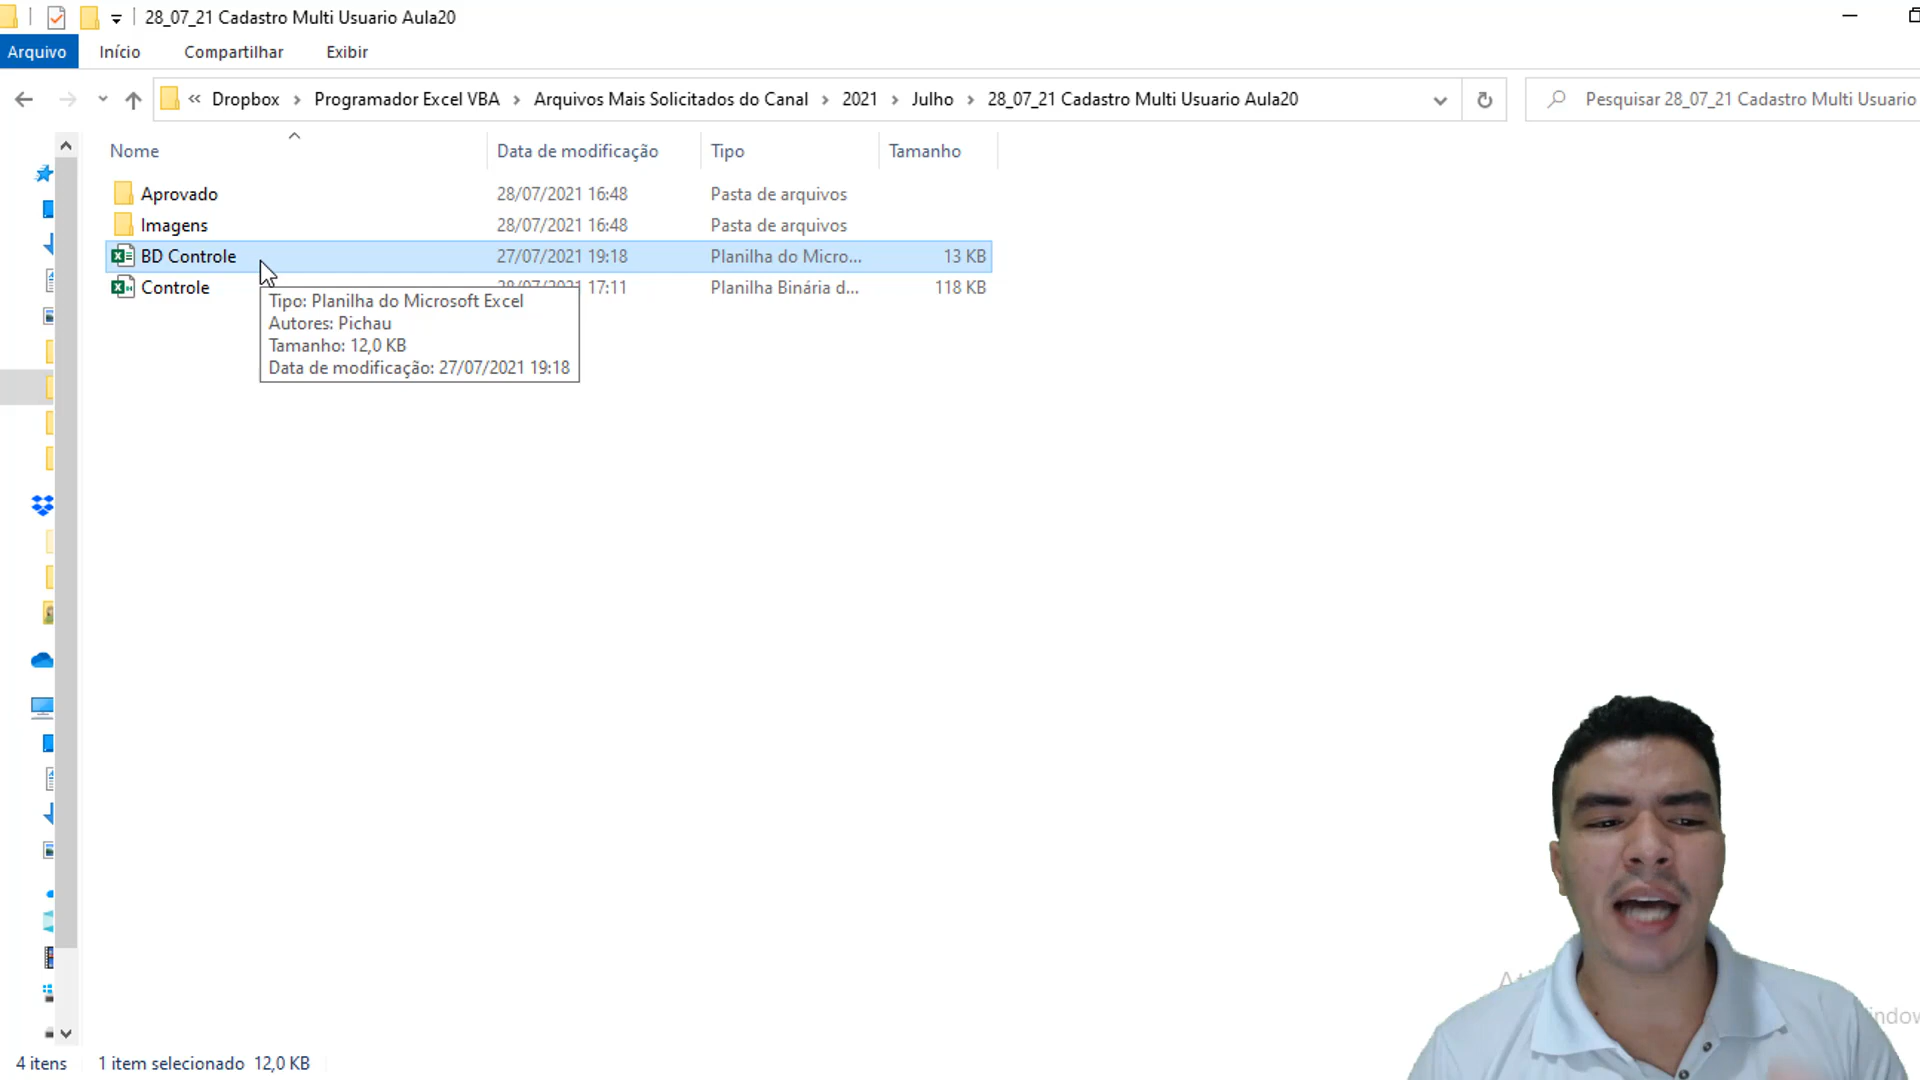 28_07_21 Cadastro Multi Usuario Aula20
Arquivo Início Compartilhar Exibir
« Dropbox › Programador Excel VBA › Arquivos Mais Solicitados do Canal › 2021 › Julho › 28_07_21 Cadastro Multi Usuario Aula20
Pesquisar 28_07_21 Cadastro Multi Usuario
Nome Data de modificação Tipo Tamanho
Aprovado 28/07/2021 16:48 Pasta de arquivos
Imagens 28/07/2021 16:48 Pasta de arquivos
BD Controle 27/07/2021 19:18 Planilha do Micro... 13 KB
Controle 28/07/2021 17:11 Planilha Binária d... 118 KB
Tipo: Planilha do Microsoft Excel
Autores: Pichau
Tamanho: 12,0 KB
Data de modificação: 27/07/2021 19:18
4 itens 1 item selecionado 12,0 KB